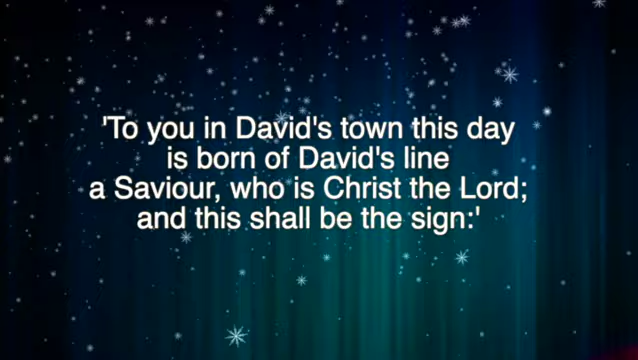 'To you in David's town this day
is born of David's line
a Saviour, who is Christ the Lord;
and this shall be the sign:'